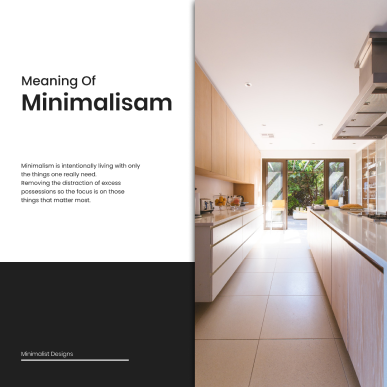 Meaning Of
Minimalisam
Minimalism is intentionally living with only
the things one really need.
Removing the distraction of excess
possessions so the focus is on those
things that matter most.
Minimalist Designs